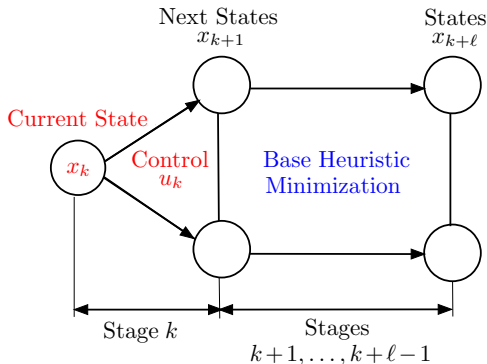 Next States
x_{k+1}
States
x_{k+ℓ}
Current State
x_k
Control
u_k
Base Heuristic
Minimization
Stage k
Stages
k+1, . . . , k+ℓ−1